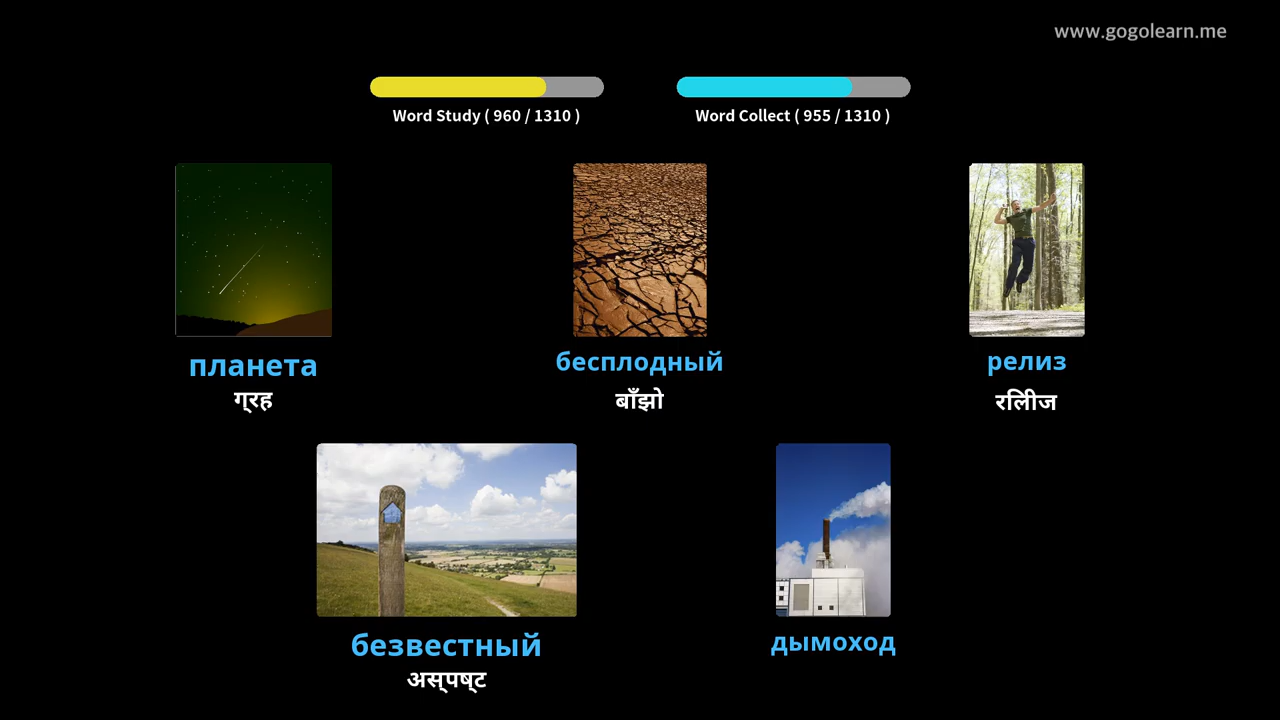 www.gogolearn.me
Word Study ( 960 / 1310 )
Word Collect ( 955 / 1310 )
планета
ग्रह
бесплодный
बाँझो
релиз
रिलीज
безвестный
अस्पष्ट
дымоход